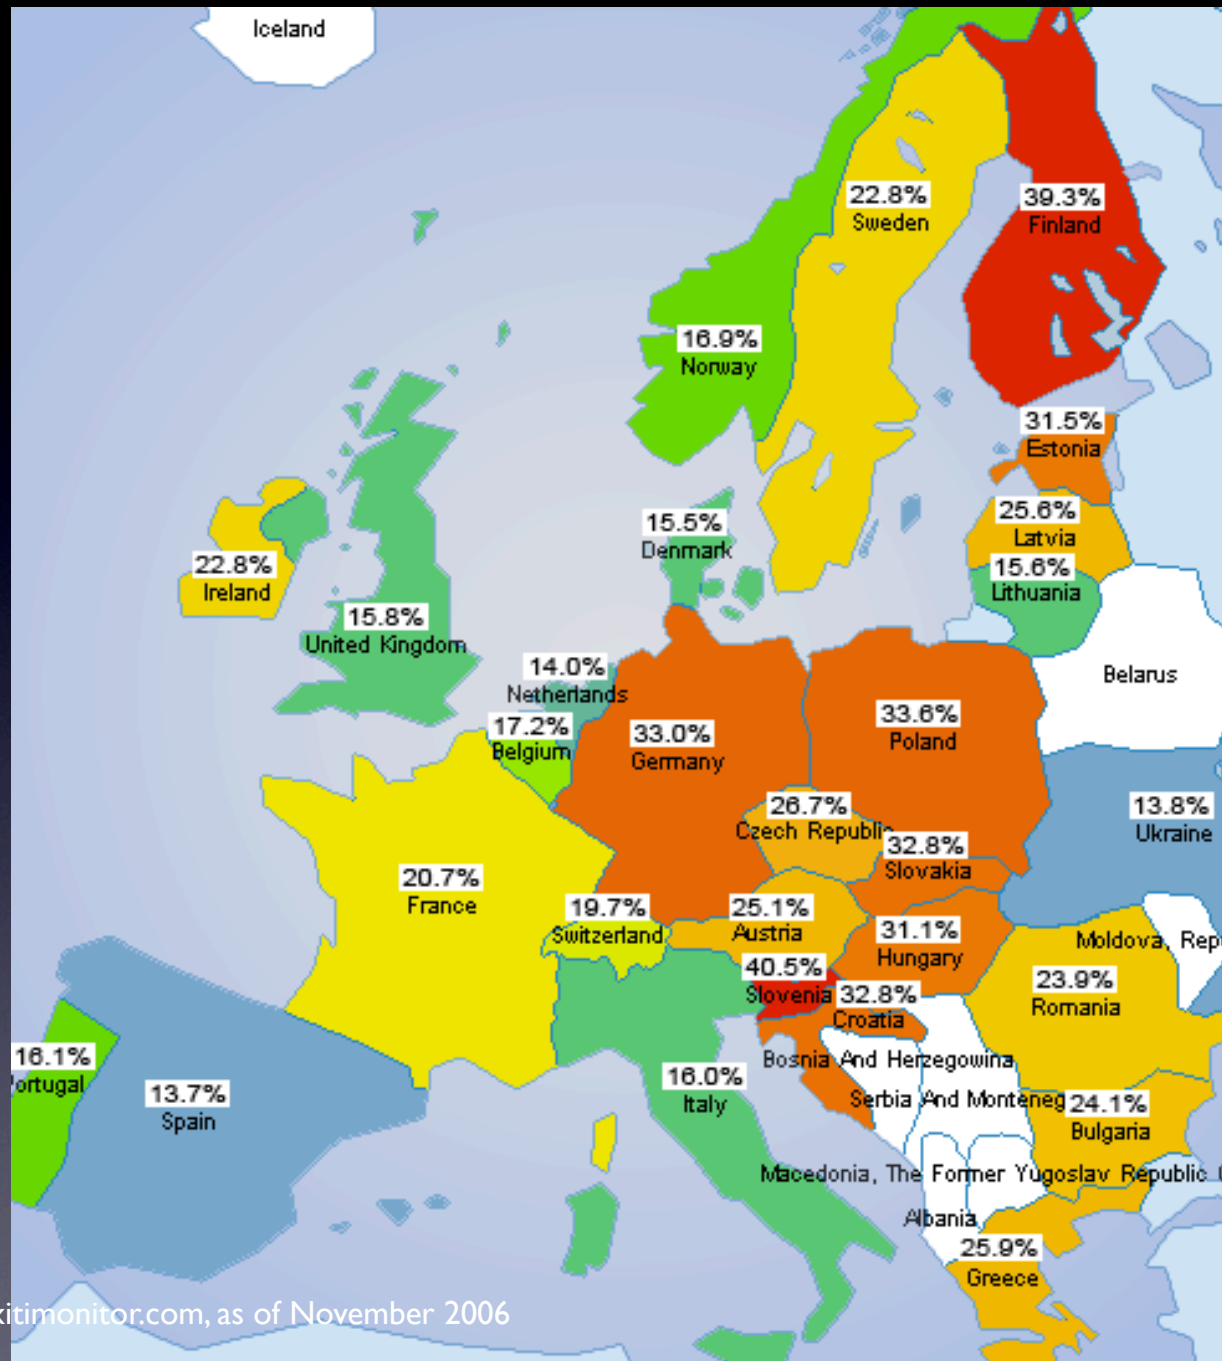 Iceland
22.8%
Sweden
39.3%
Finland
16.9%
Norway
31.5%
Estonia
25.6%
Latvia
15.5%
Denmark
15.6%
Lithuania
22.8%
Ireland
15.8%
United Kingdom
14.0%
Netherlands
Belarus
17.2%
Belgium
33.0%
Germany
33.6%
Poland
26.7%
Czech Republic
13.8%
Ukraine
32.8%
Slovakia
20.7%
France
19.7%
Switzerland
25.1%
Austria
31.1%
Hungary
Moldova, Rep
40.5%
Slovenia
32.8%
Croatia
23.9%
Romania
16.1%
ortugal
13.7%
Spain
16.0%
Italy
Bosnia And Herzegowina
Serbia And Monteneg
24.1%
Bulgaria
Macedonia, The Former Yugoslav Republic
Albania
25.9%
Greece
xitimonitor.com, as of November 2006